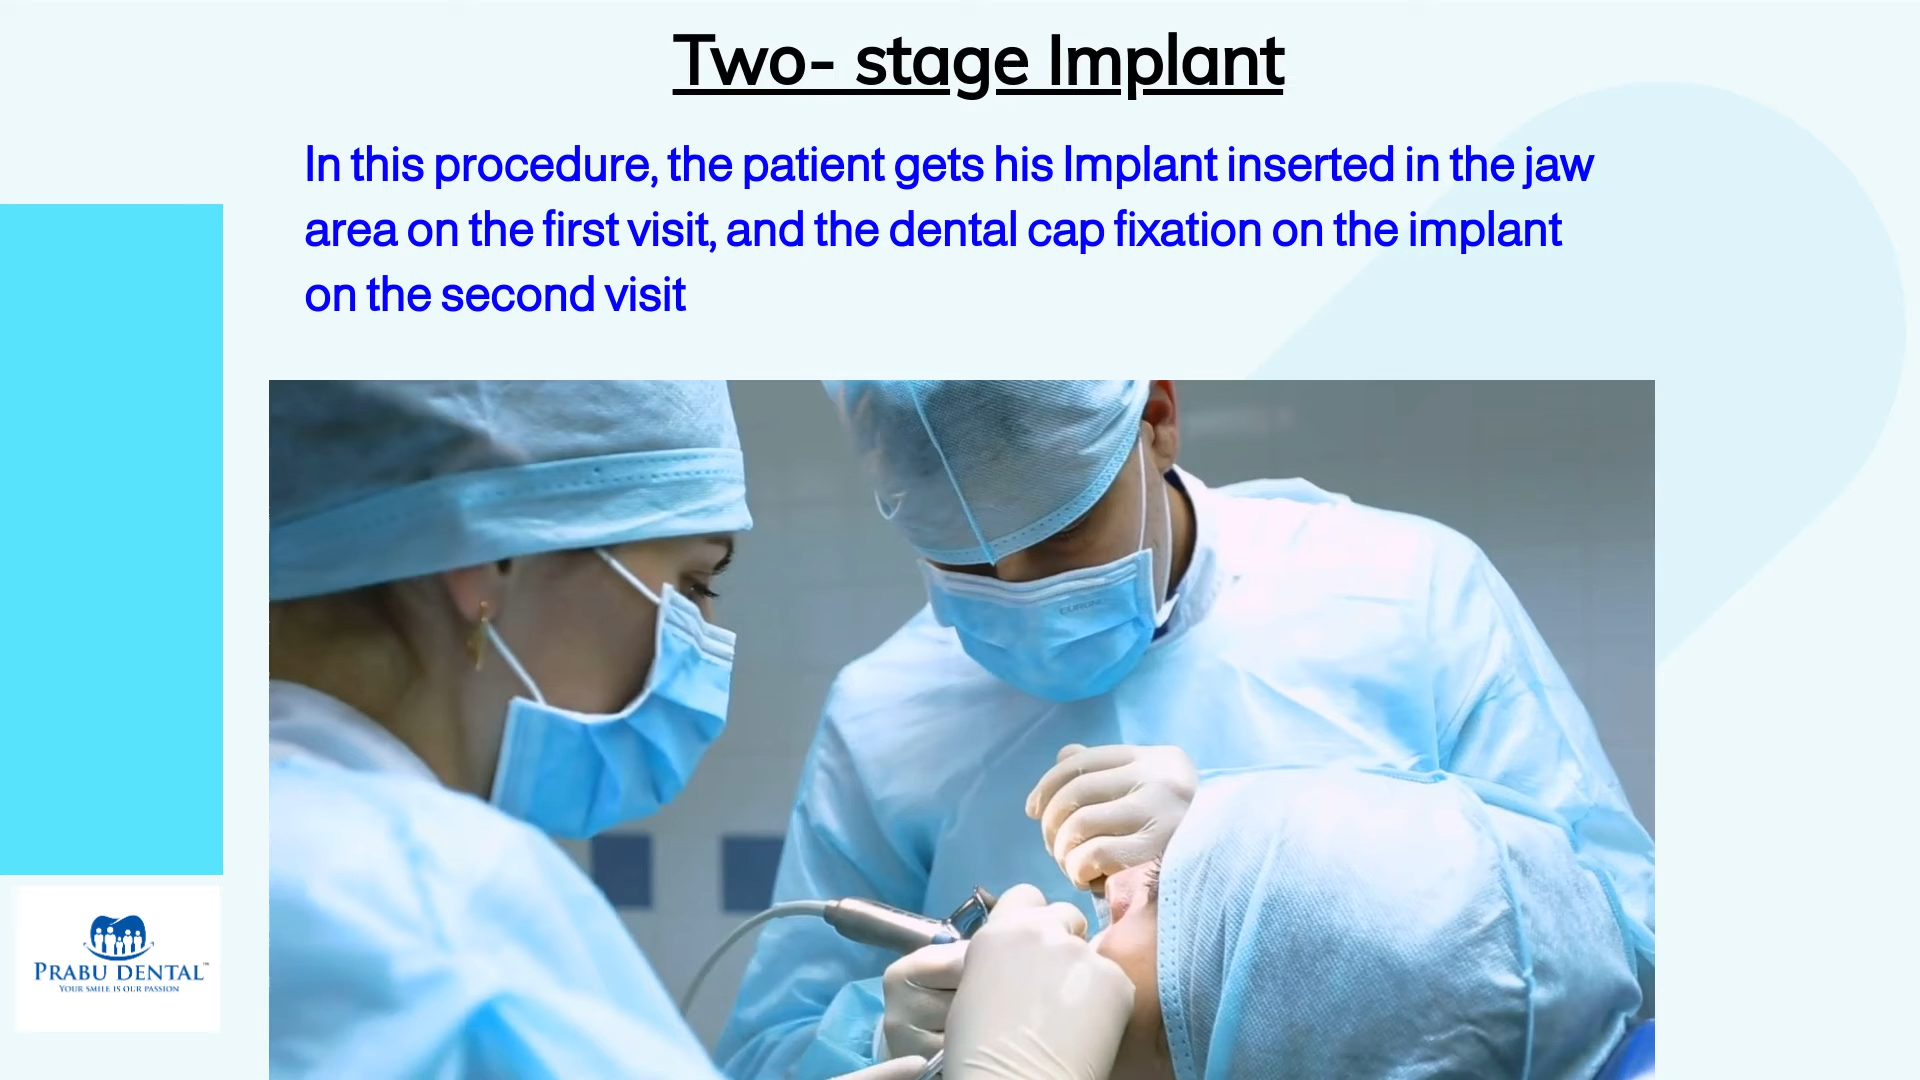 Two- stage Implant
In this procedure, the patient gets his Implant inserted in the jaw
area on the first visit, and the dental cap fixation on the implant
on the second visit
PRABU DENTAL™
YOUR SMILE IS OUR PASSION